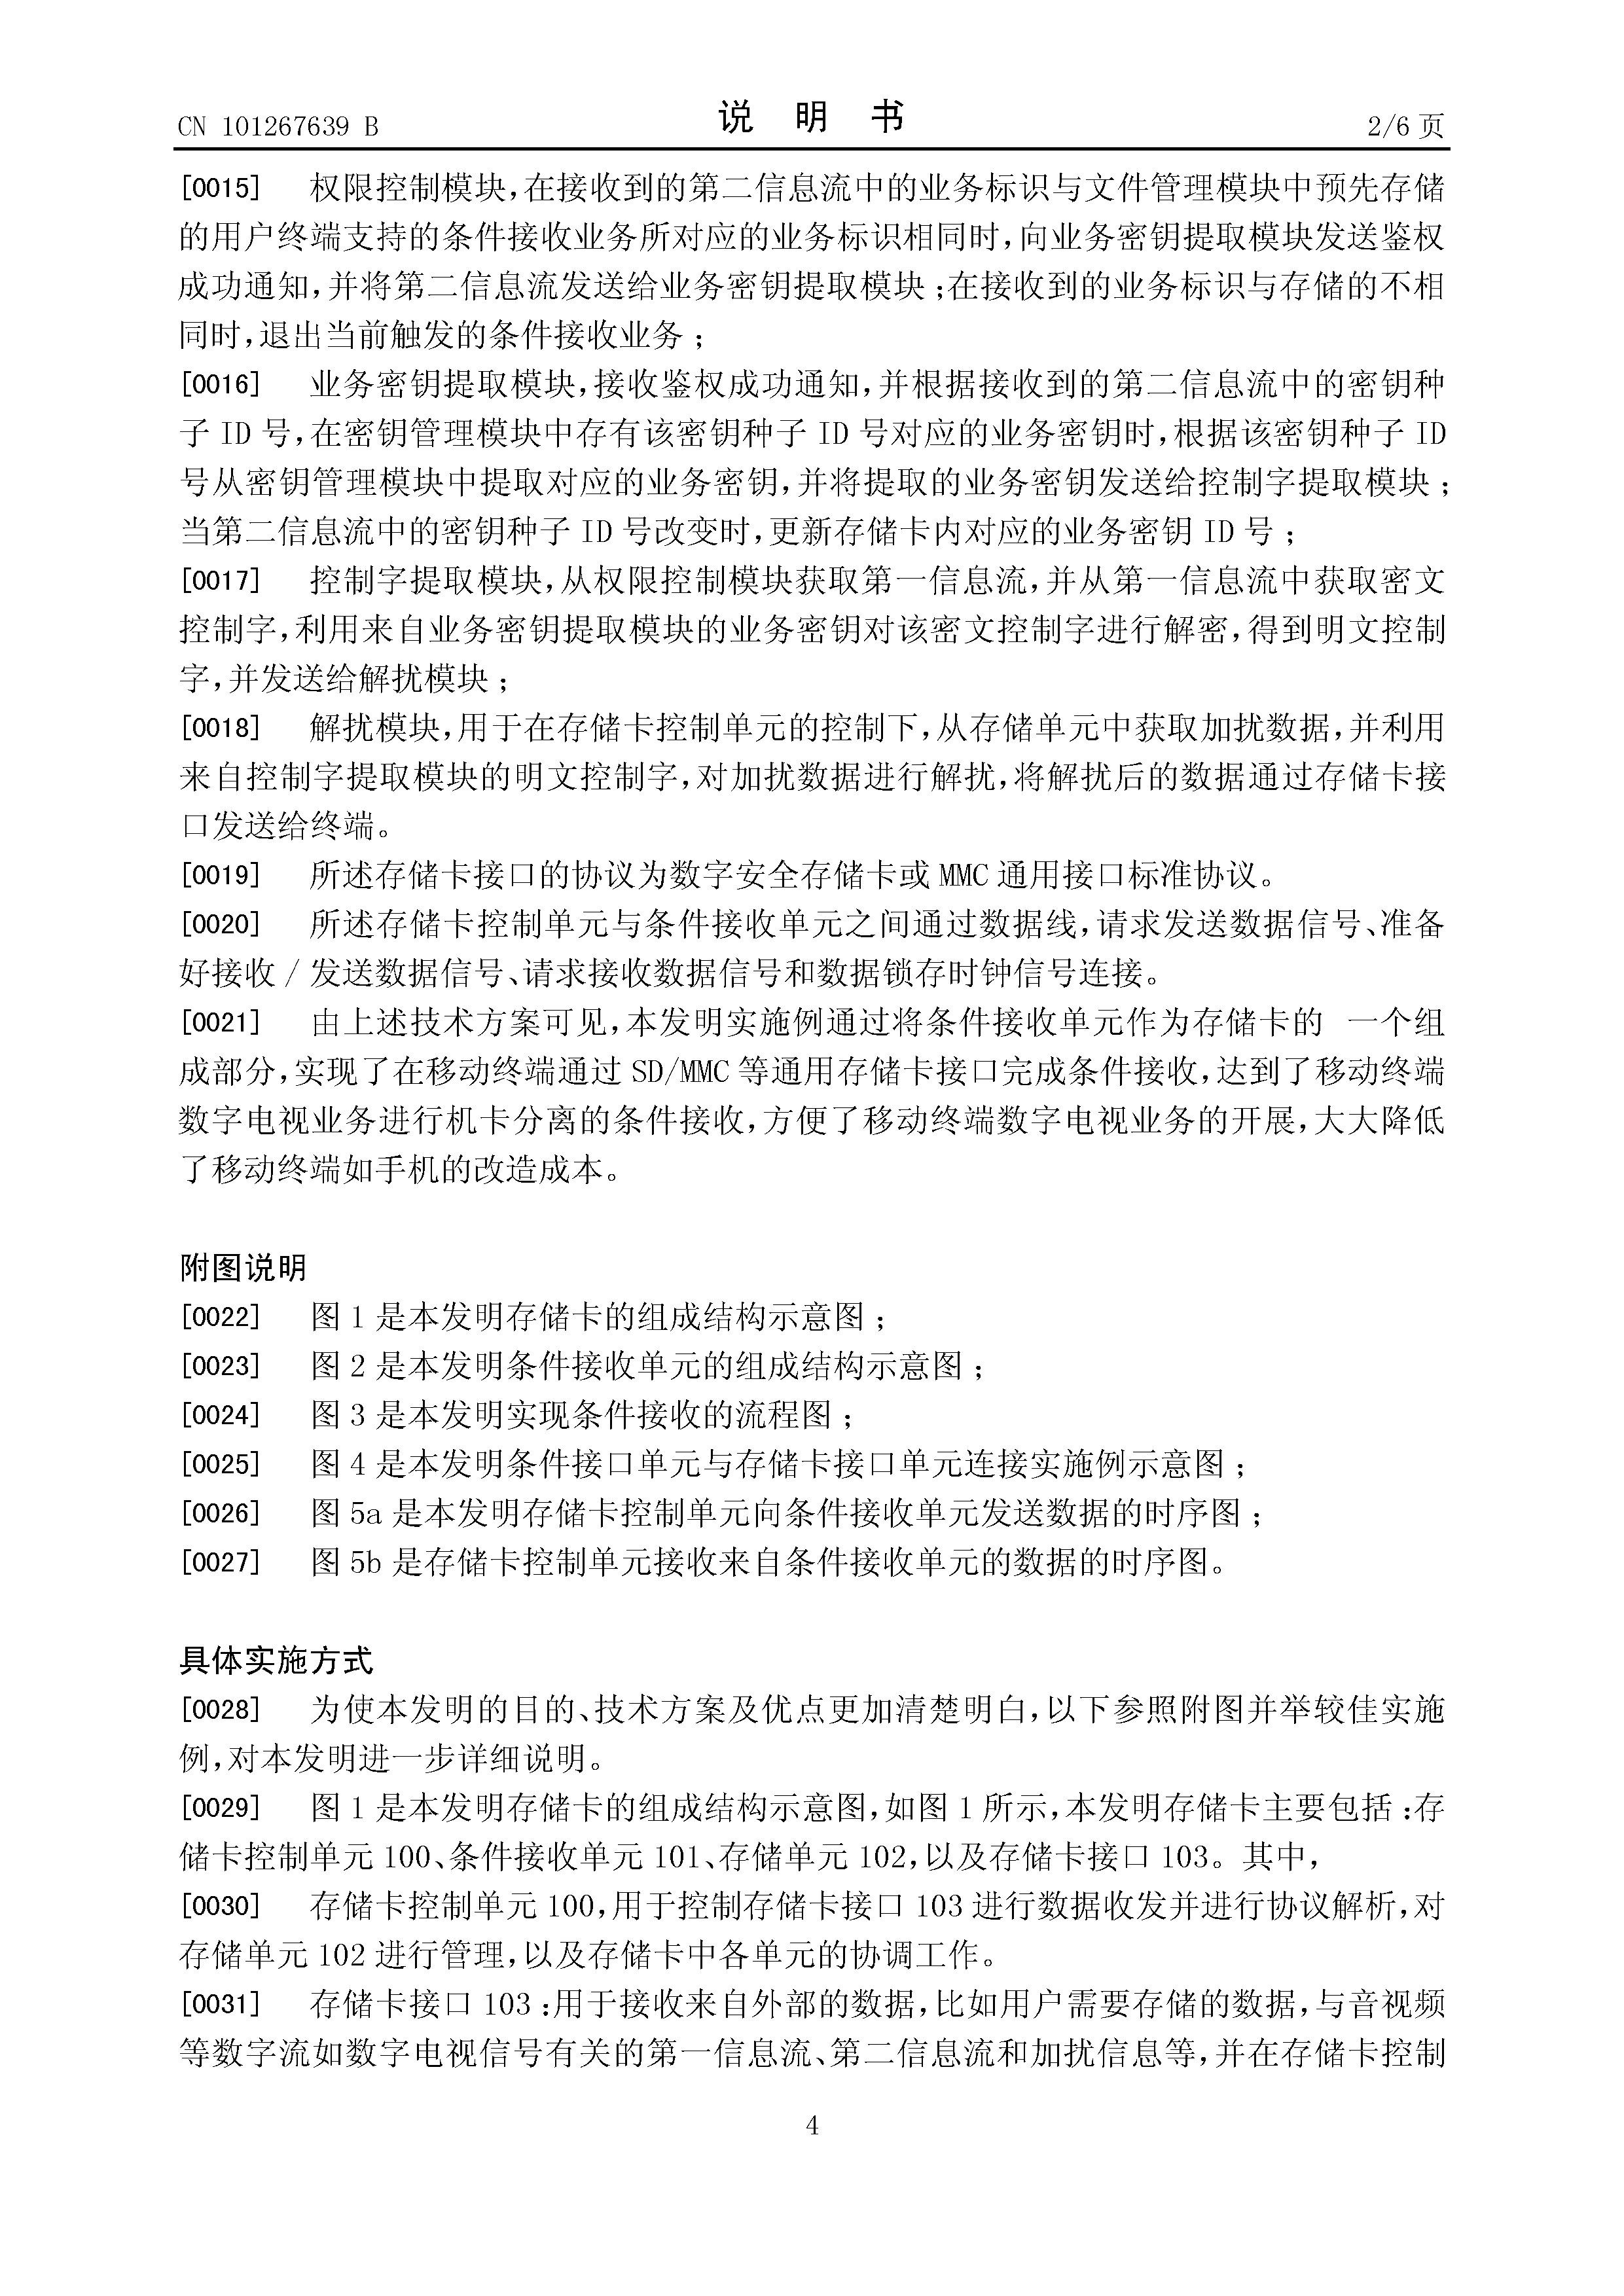 CN 101267639 B
说 明 书
2/6 页
[0015] 权限控制模块,在接收到的第二信息流中的业务标识与文件管理模块中预先存储
的用户终端支持的条件接收业务所对应的业务标识相同时,向业务密钥提取模块发送鉴权
成功通知,并将第二信息流发送给业务密钥提取模块;在接收到的业务标识与存储的不相
同时,退出当前触发的条件接收业务;
[0016] 业务密钥提取模块,接收鉴权成功通知,并根据接收到的第二信息流中的密钥种
子 ID 号,在密钥管理模块中存有该密钥种子 ID 号对应的业务密钥时,根据该密钥种子 ID
号从密钥管理模块中提取对应的业务密钥,并将提取的业务密钥发送给控制字提取模块;
当第二信息流中的密钥种子 ID 号改变时,更新存储卡内对应的业务密钥 ID 号;
[0017] 控制字提取模块,从权限控制模块获取第一信息流,并从第一信息流中获取密文
控制字,利用来自业务密钥提取模块的业务密钥对该密文控制字进行解密,得到明文控制
字,并发送给解扰模块;
[0018] 解扰模块,用于在存储卡控制单元的控制下,从存储单元中获取加扰数据,并利用
来自控制字提取模块的明文控制字,对加扰数据进行解扰,将解扰后的数据通过存储卡接
口发送给终端。
[0019] 所述存储卡接口的协议为数字安全存储卡或 MMC 通用接口标准协议。
[0020] 所述存储卡控制单元与条件接收单元之间通过数据线,请求发送数据信号、准备
好接收 / 发送数据信号、请求接收数据信号和数据锁存时钟信号连接。
[0021] 由上述技术方案可见,本发明实施例通过将条件接收单元作为存储卡的 一个组
成部分,实现了在移动终端通过 SD/MMC 等通用存储卡接口完成条件接收,达到了移动终端
数字电视业务进行机卡分离的条件接收,方便了移动终端数字电视业务的开展,大大降低
了移动终端如手机的改造成本。
附图说明
[0022] 图 1 是本发明存储卡的组成结构示意图;
[0023] 图 2 是本发明条件接收单元的组成结构示意图;
[0024] 图 3 是本发明实现条件接收的流程图;
[0025] 图 4 是本发明条件接口单元与存储卡接口单元连接实施例示意图;
[0026] 图 5a 是本发明存储卡控制单元向条件接收单元发送数据的时序图;
[0027] 图 5b 是存储卡控制单元接收来自条件接收单元的数据的时序图。
具体实施方式
[0028] 为使本发明的目的、技术方案及优点更加清楚明白,以下参照附图并举较佳实施
例,对本发明进一步详细说明。
[0029] 图 1 是本发明存储卡的组成结构示意图,如图 1 所示,本发明存储卡主要包括:存
储卡控制单元 100、条件接收单元 101、存储单元 102,以及存储卡接口 103。其中,
[0030] 存储卡控制单元 100,用于控制存储卡接口 103 进行数据收发并进行协议解析,对
存储单元 102 进行管理,以及存储卡中各单元的协调工作。
[0031] 存储卡接口 103:用于接收来自外部的数据,比如用户需要存储的数据,与音视频
等数字流如数字电视信号有关的第一信息流、第二信息流和加扰信息等,并在存储卡控制
4